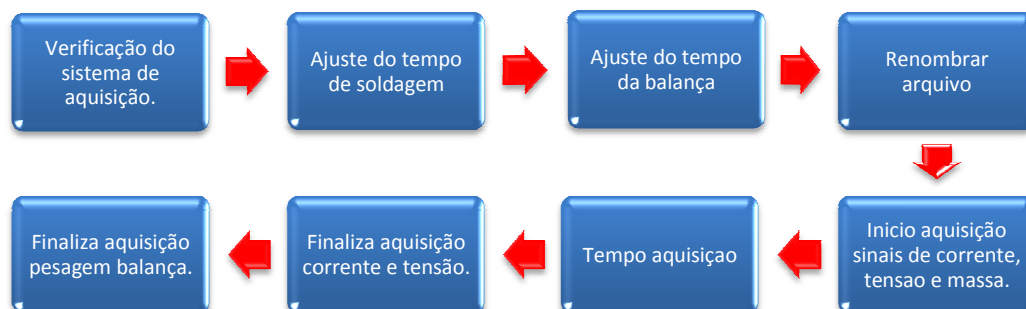 Verificação do
sistema de
aquisição.
Ajuste do tempo
de soldagem
Ajuste do tempo
da balança
Renombrar
arquivo
Inicio aquisição
sinais de corrente,
tensao e massa.
Tempo aquisiçao
Finaliza aquisição
corrente e tensão.
Finaliza aquisição
pesagem balança.